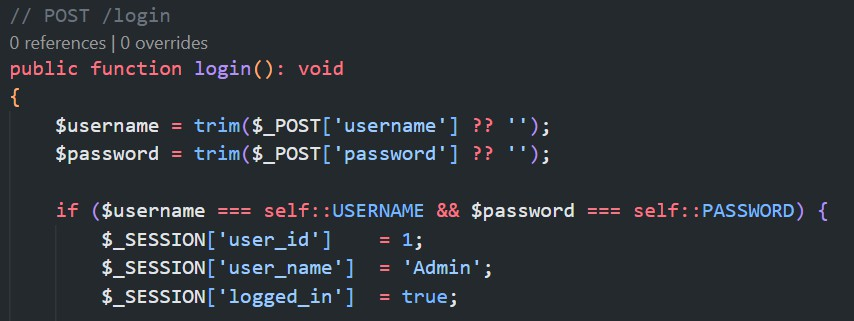 // POST /login
0 references | 0 overrides
public function login(): void
{
    $username = trim($_POST['username'] ?? '');
    $password = trim($_POST['password'] ?? '');

    if ($username === self::USERNAME && $password === self::PASSWORD) {
        $_SESSION['user_id']    = 1;
        $_SESSION['user_name']  = 'Admin';
        $_SESSION['logged_in']  = true;